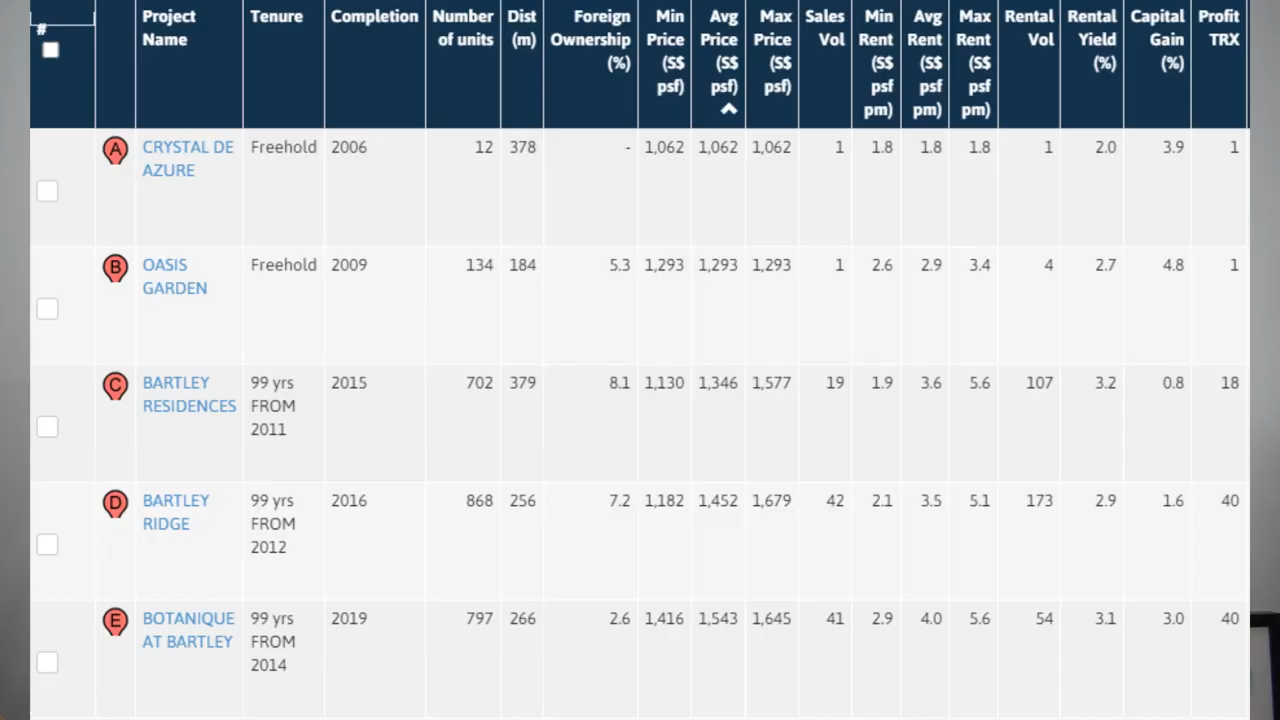 #
Project Name
Tenure
Completion
Number of units
Dist (m)
Foreign Ownership (%)
Min Price (S$ psf)
Avg Price (S$ psf)
Max Price (S$ psf)
Sales Vol
Min Rent (S$ psf pm)
Avg Rent (S$ psf pm)
Max Rent (S$ psf pm)
Rental Vol
Rental Yield (%)
Capital Gain (%)
Profit TRX
A CRYSTAL DE Freehold 2006 12 378 - 1,062 1,062 1,062 1 1.8 1.8 1.8 1 2.0 3.9 1
AZURE
B OASIS Freehold 2009 134 184 5.3 1,293 1,293 1,293 1 2.6 2.9 3.4 4 2.7 4.8 1
GARDEN
C BARTLEY 99 yrs 2015 702 379 8.1 1,130 1,346 1,577 19 1.9 3.6 5.6 107 3.2 0.8 18
RESIDENCES FROM
2011
D BARTLEY 99 yrs 2016 868 256 7.2 1,182 1,452 1,679 42 2.1 3.5 5.1 173 2.9 1.6 40
RIDGE FROM
2012
E BOTANIQUE 99 yrs 2019 797 266 2.6 1,416 1,543 1,645 41 2.9 4.0 5.6 54 3.1 3.0 40
AT BARTLEY FROM
2014